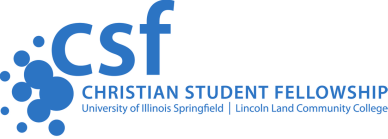 csf
CHRISTIAN STUDENT FELLOWSHIP
University of Illinois Springfield | Lincoln Land Community College